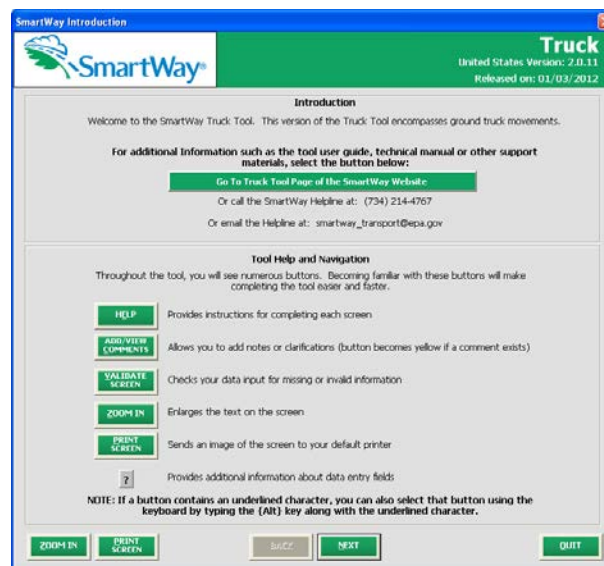 SmartWay Introduction
SmartWay®
Truck
United States Version: 2.0.11
Released on: 01/03/2012
Introduction
Welcome to the SmartWay Truck Tool. This version of the Truck Tool encompasses ground truck movements.
For additional Information such as the tool user guide, technical manual or other support
materials, select the button below:
Go To Truck Tool Page of the SmartWay Website
Or call the SmartWay Helpline at: (734) 214-4767
Or email the Helpline at: smartway_transport@epa.gov
Tool Help and Navigation
Throughout the tool, you will see numerous buttons. Becoming familiar with these buttons will make
completing the tool easier and faster.
HELP
Provides instructions for completing each screen
ADD/VIEW
COMMENTS
Allows you to add notes or clarifications (button becomes yellow if a comment exists)
VALIDATE
SCREEN
Checks your data input for missing or invalid information
ZOOM IN
Enlarges the text on the screen
PRINT
SCREEN
Sends an image of the screen to your default printer
?
Provides additional information about data entry fields
NOTE: If a button contains an underlined character, you can also select that button using the
keyboard by typing the {Alt} key along with the underlined character.
ZOOM IN
PRINT
SCREEN
BACK
NEXT
QUIT